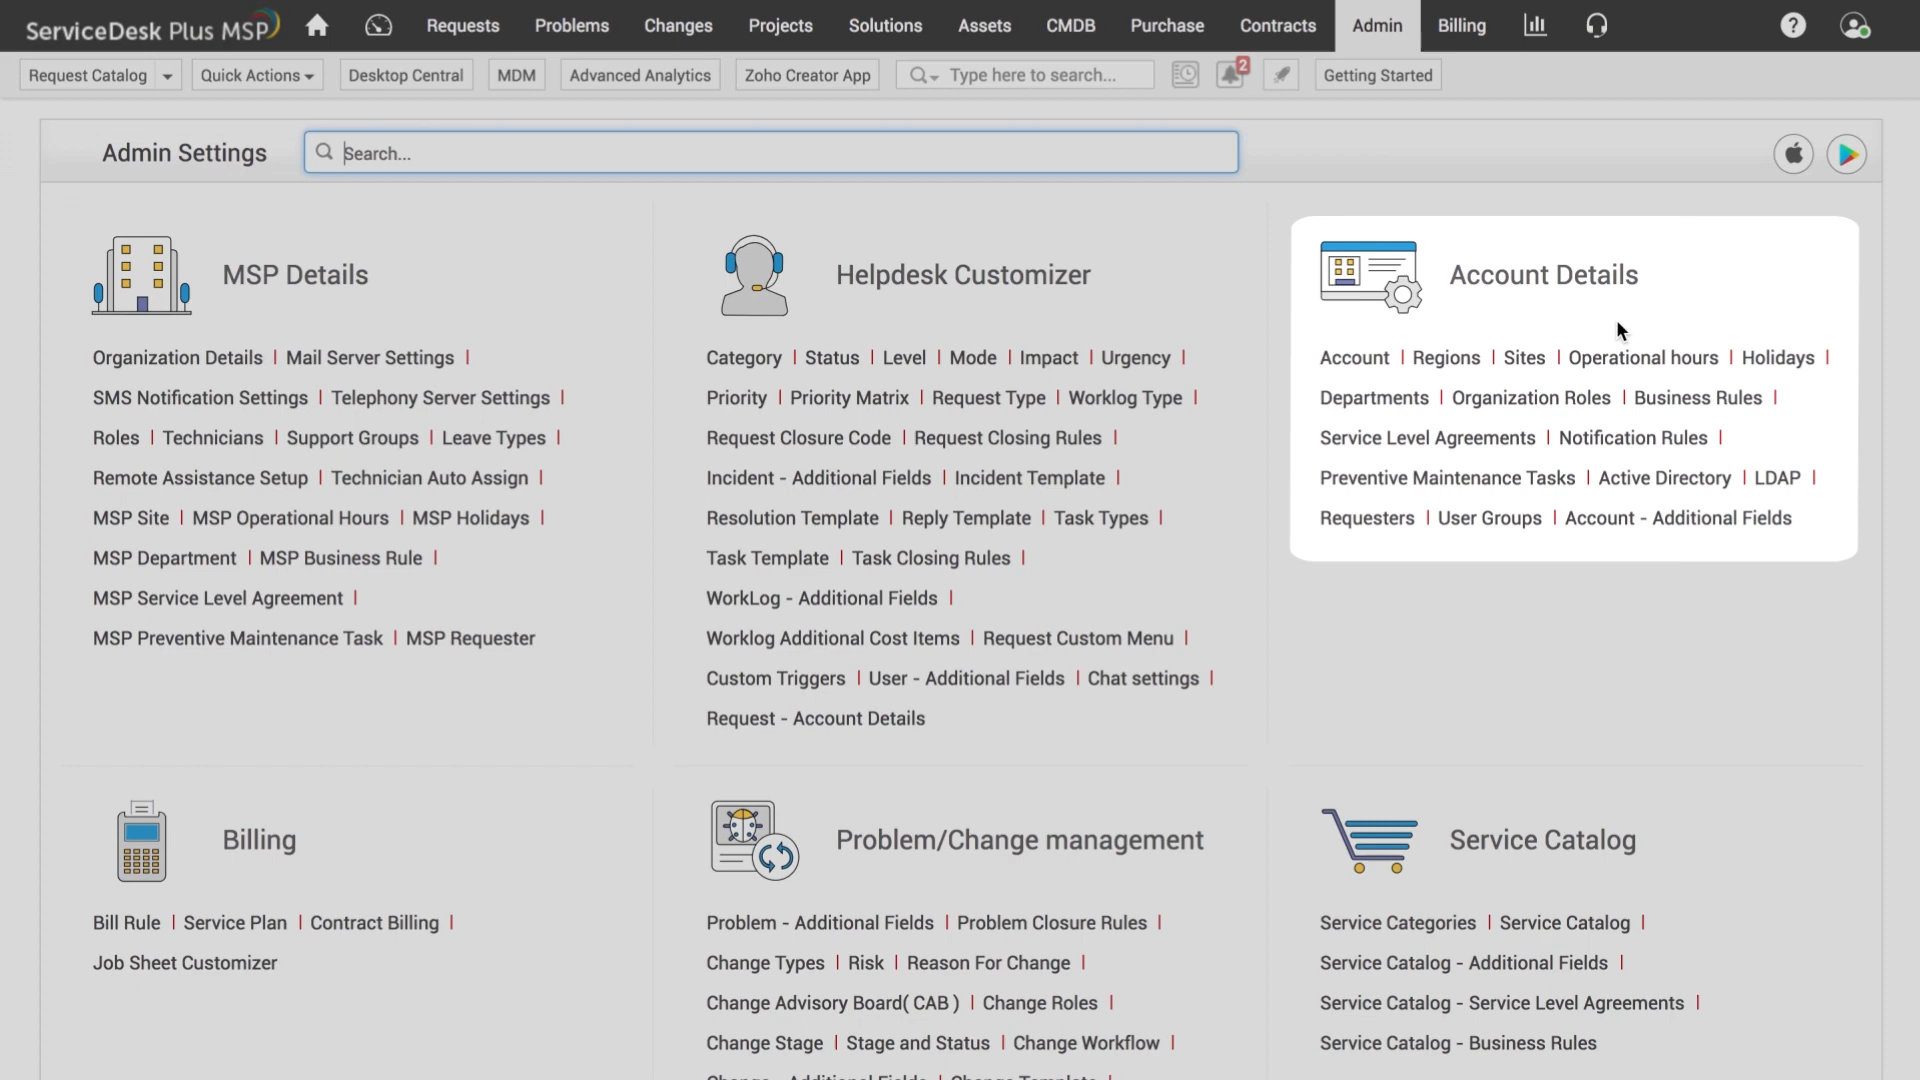 ServiceDesk Plus MSP
Requests Problems Changes Projects Solutions Assets CMDB Purchase Contracts Admin Billing
Request Catalog Quick Actions Desktop Central MDM Advanced Analytics Zoho Creator App Type here to search... 2 Getting Started
Admin Settings Search...
MSP Details
Organization Details | Mail Server Settings |
SMS Notification Settings | Telephony Server Settings |
Roles | Technicians | Support Groups | Leave Types |
Remote Assistance Setup | Technician Auto Assign |
MSP Site | MSP Operational Hours | MSP Holidays |
MSP Department | MSP Business Rule |
MSP Service Level Agreement |
MSP Preventive Maintenance Task | MSP Requester
Helpdesk Customizer
Category | Status | Level | Mode | Impact | Urgency |
Priority | Priority Matrix | Request Type | Worklog Type |
Request Closure Code | Request Closing Rules |
Incident - Additional Fields | Incident Template |
Resolution Template | Reply Template | Task Types |
Task Template | Task Closing Rules |
WorkLog - Additional Fields |
Worklog Additional Cost Items | Request Custom Menu |
Custom Triggers | User - Additional Fields | Chat settings |
Request - Account Details
Account Details
Account | Regions | Sites | Operational hours | Holidays |
Departments | Organization Roles | Business Rules |
Service Level Agreements | Notification Rules |
Preventive Maintenance Tasks | Active Directory | LDAP |
Requesters | User Groups | Account - Additional Fields
Billing
Bill Rule | Service Plan | Contract Billing |
Job Sheet Customizer
Problem/Change management
Problem - Additional Fields | Problem Closure Rules |
Change Types | Risk | Reason For Change |
Change Advisory Board( CAB ) | Change Roles |
Change Stage | Stage and Status | Change Workflow |
Change - Additional Fields | Change Template |
Service Catalog
Service Categories | Service Catalog |
Service Catalog - Additional Fields |
Service Catalog - Service Level Agreements |
Service Catalog - Business Rules